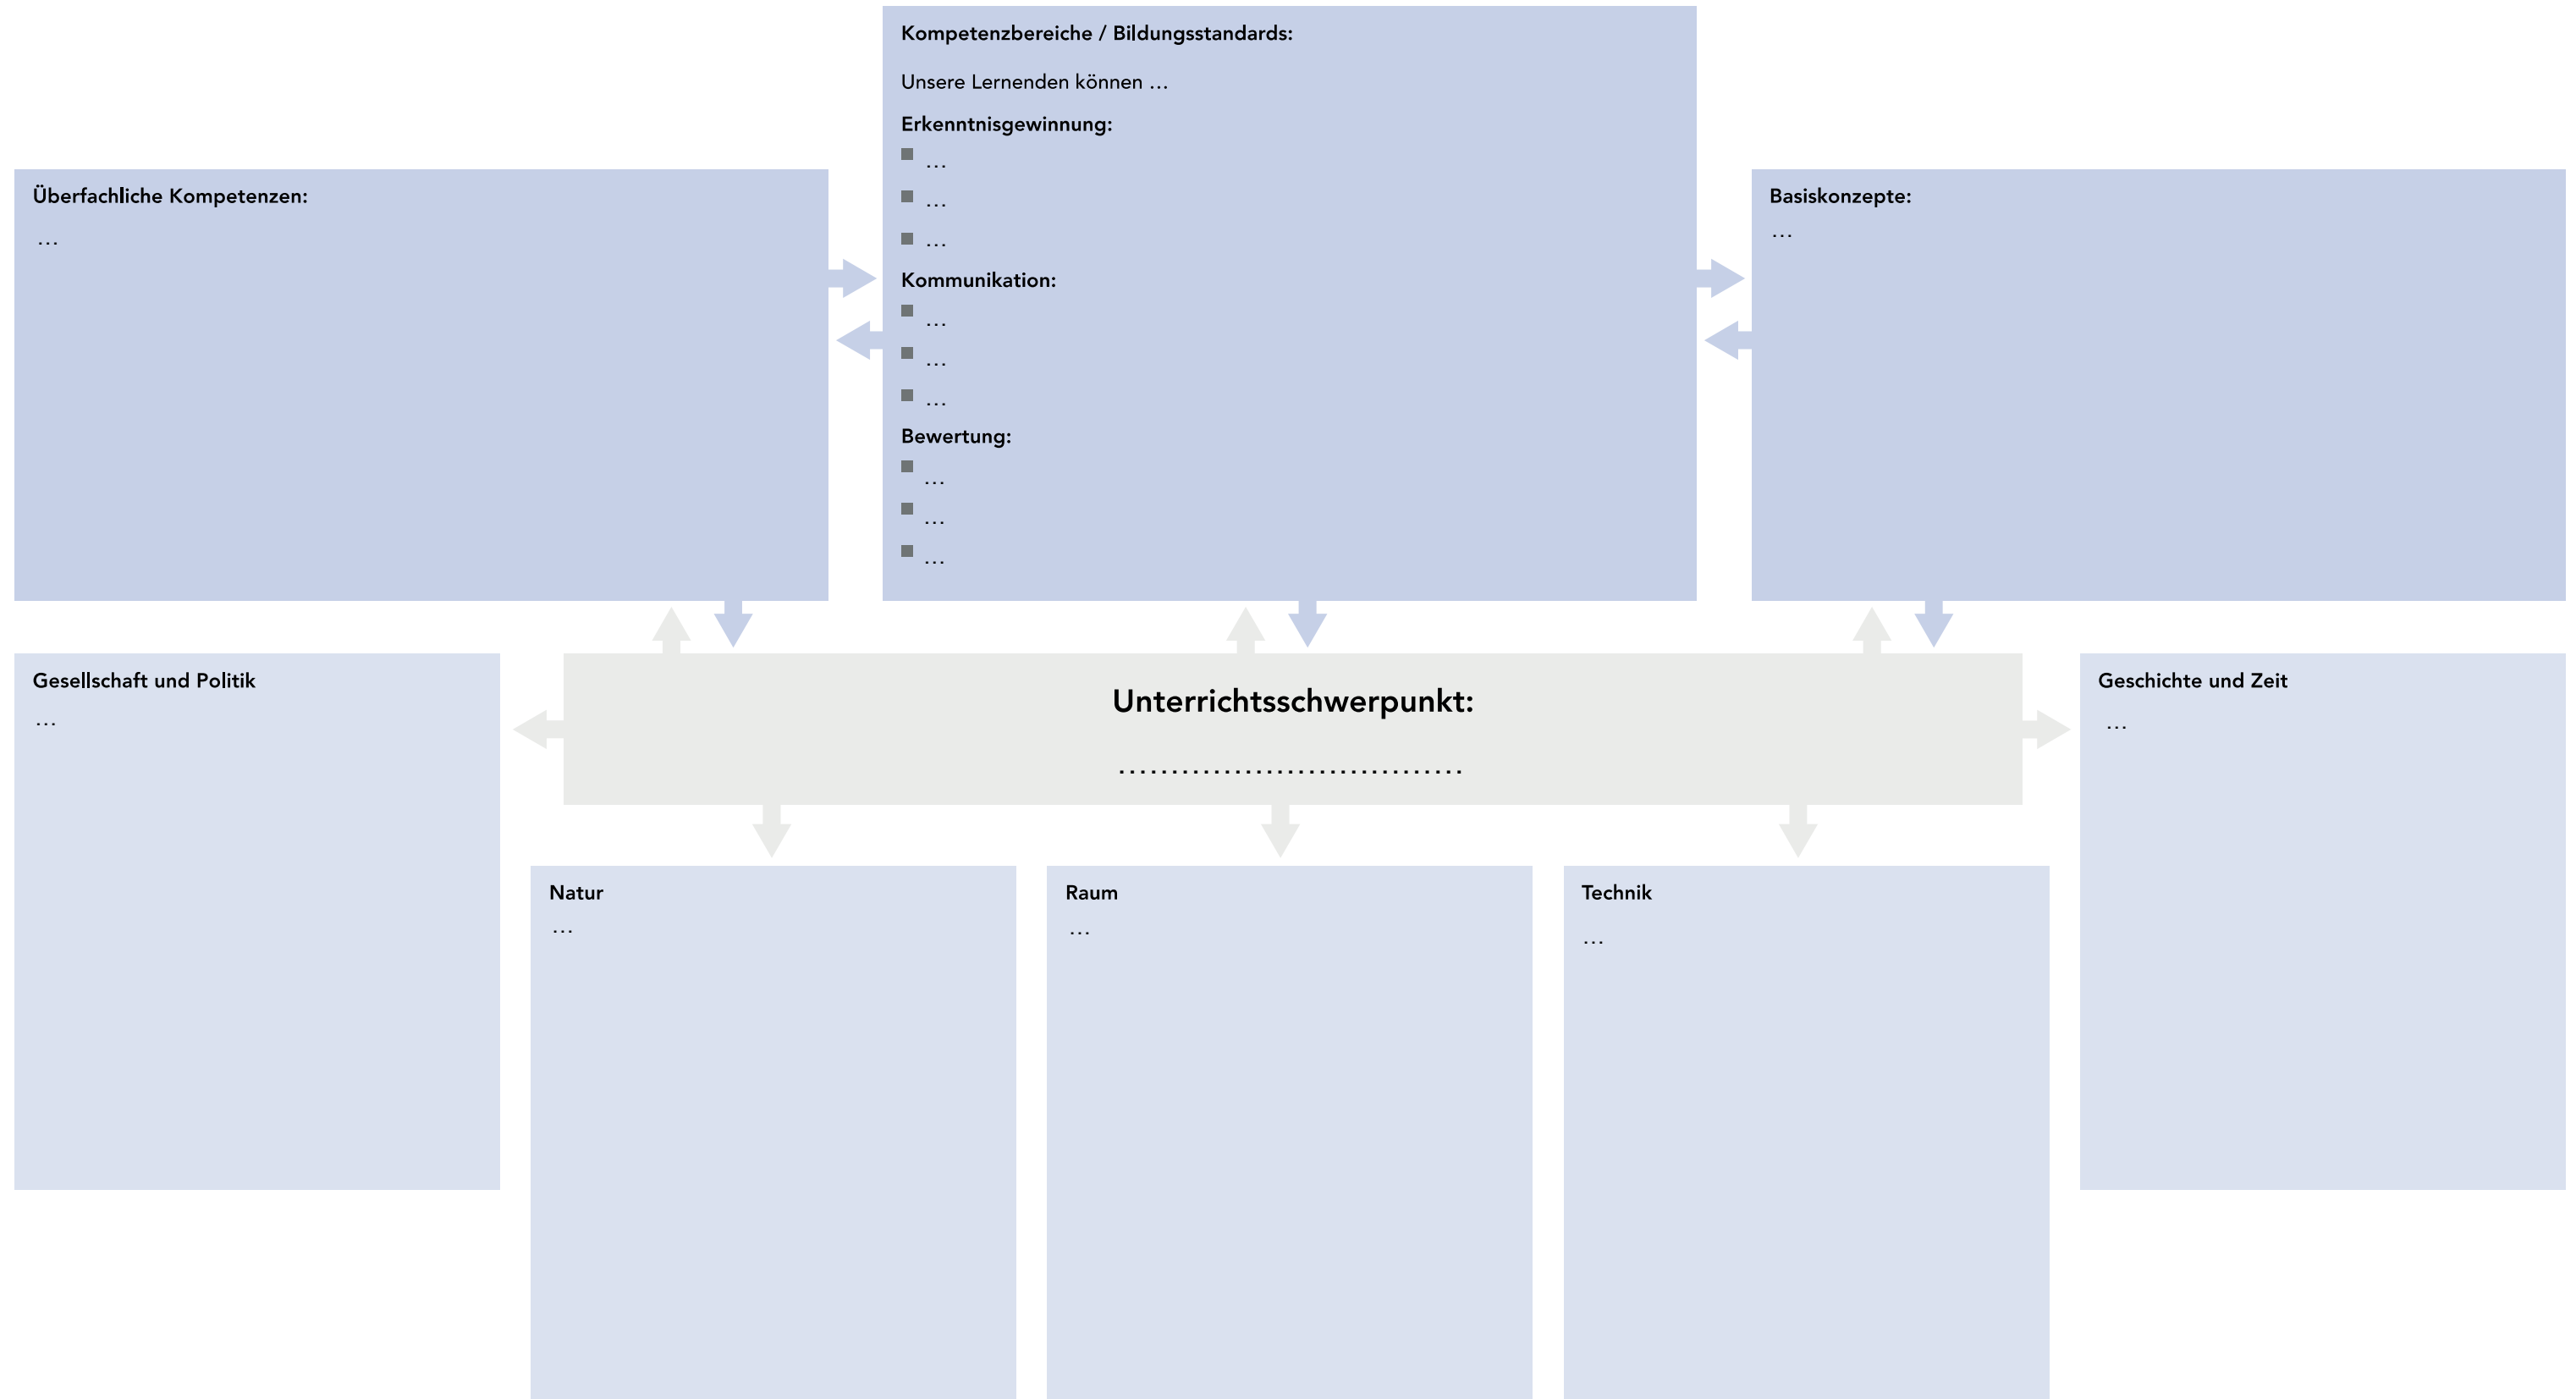 Kompetenzbereiche / Bildungsstandards:
Unsere Lernenden können …
Erkenntnisgewinnung:
…
…
…
Kommunikation:
…
…
…
Bewertung:
…
…
…
Überfachliche Kompetenzen:
…
Basiskonzepte:
…
Gesellschaft und Politik
…
Unterrichtsschwerpunkt:
.................................
Geschichte und Zeit
…
Natur
…
Raum
…
Technik
…